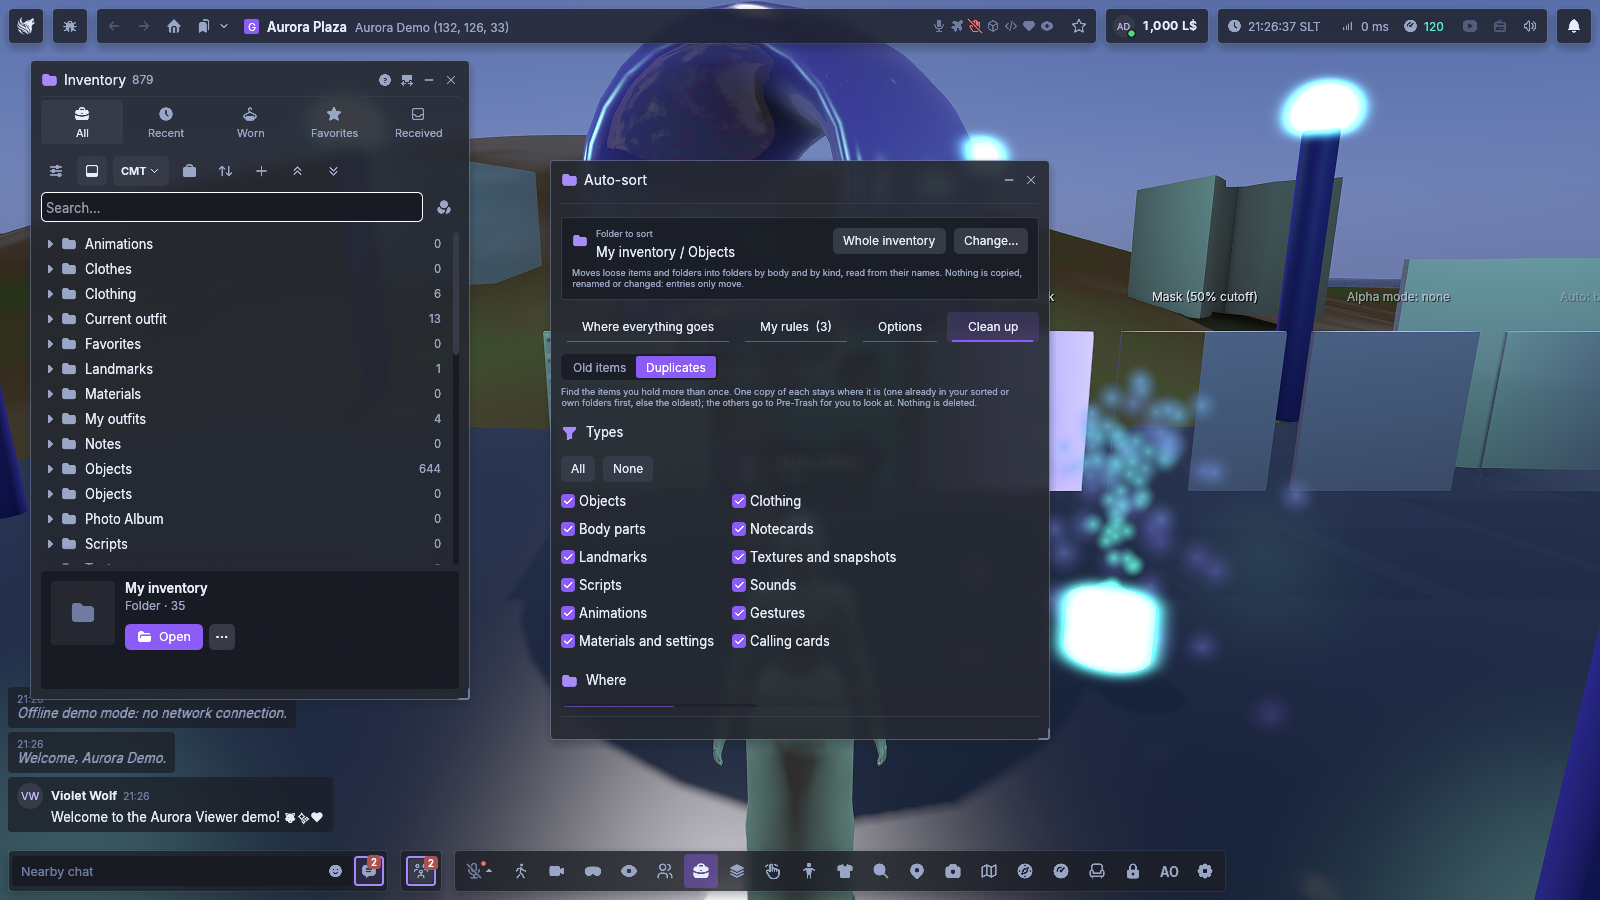 Aurora Plaza Aurora Demo (132, 126, 33)
AD 1,000 L$
21:26:37 SLT 0 ms 120
Inventory 879
All Recent Worn Favorites Received
CMT
Search...
Animations 0
Clothes 0
Clothing 6
Current outfit 13
Favorites 0
Landmarks 1
Materials 0
My outfits 4
Notes 0
Objects 644
Objects 0
Photo Album 0
Scripts 0
My inventory
Folder · 35
Open
Auto-sort
Folder to sort
My inventory / Objects
Whole inventory Change...
Moves loose items and folders into folders by body and by kind, read from their names. Nothing is copied,
renamed or changed: entries only move.
Where everything goes My rules (3) Options Clean up
Old items Duplicates
Find the items you hold more than once. One copy of each stays where it is (one already in your sorted or
own folders first, else the oldest); the others go to Pre-Trash for you to look at. Nothing is deleted.
Types
All None
Objects Clothing
Body parts Notecards
Landmarks Textures and snapshots
Scripts Sounds
Animations Gestures
Materials and settings Calling cards
Where
Mask (50% cutoff) Alpha mode: none Auto:
21:26
Offline demo mode: no network connection.
21:26
Welcome, Aurora Demo.
VW Violet Wolf 21:26
Welcome to the Aurora Viewer demo!
Nearby chat 2 2 AO